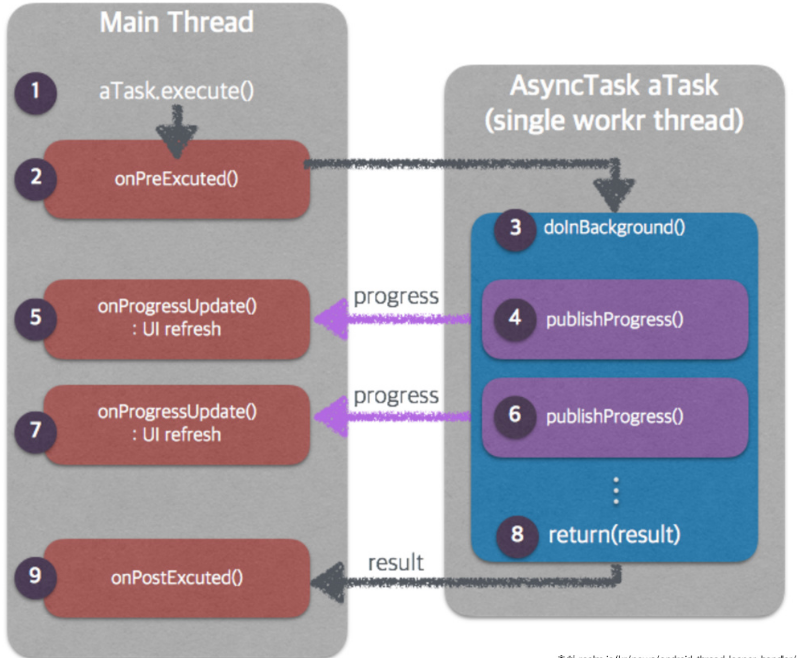 Main Thread
1 aTask.execute()
2 onPreExcuted()
AsyncTask aTask
(single workr thread)
3 doInBackground()
progress
4 publishProgress()
5 onProgressUpdate()
: UI refresh
progress
6 publishProgress()
7 onProgressUpdate()
: UI refresh
8 return(result)
result
9 onPostExcuted()